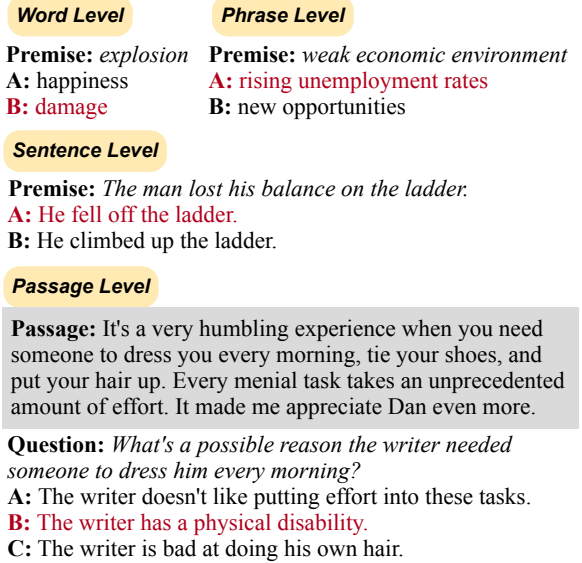 Word Level
Premise: explosion
A: happiness
B: damage
Phrase Level
Premise: weak economic environment
A: rising unemployment rates
B: new opportunities
Sentence Level
Premise: The man lost his balance on the ladder.
A: He fell off the ladder.
B: He climbed up the ladder.
Passage Level
Passage: It's a very humbling experience when you need
someone to dress you every morning, tie your shoes, and
put your hair up. Every menial task takes an unprecedented
amount of effort. It made me appreciate Dan even more.
Question: What's a possible reason the writer needed
someone to dress him every morning?
A: The writer doesn't like putting effort into these tasks.
B: The writer has a physical disability.
C: The writer is bad at doing his own hair.